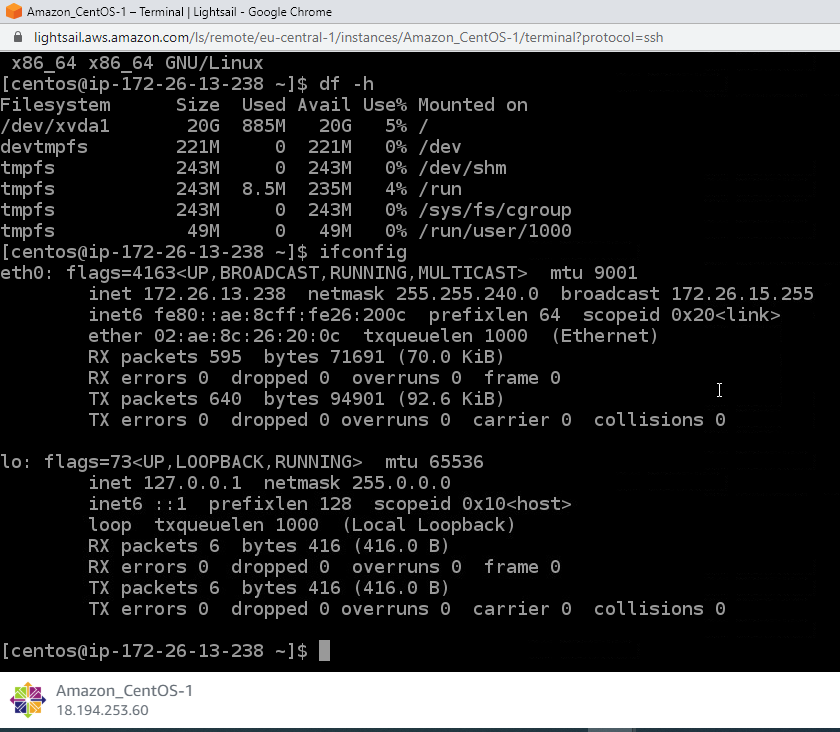 Amazon_CentOS-1 – Terminal | Lightsail - Google Chrome
lightsail.aws.amazon.com/ls/remote/eu-central-1/instances/Amazon_CentOS-1/terminal?protocol=ssh
x86_64 x86_64 GNU/Linux
[centos@ip-172-26-13-238 ~]$ df -h
Filesystem      Size  Used Avail Use% Mounted on
/dev/xvda1       20G  885M   20G   5% /
devtmpfs        221M     0  221M   0% /dev
tmpfs           243M     0  243M   0% /dev/shm
tmpfs           243M  8.5M  235M   4% /run
tmpfs           243M     0  243M   0% /sys/fs/cgroup
tmpfs            49M     0   49M   0% /run/user/1000
[centos@ip-172-26-13-238 ~]$ ifconfig
eth0: flags=4163<UP,BROADCAST,RUNNING,MULTICAST>  mtu 9001
        inet 172.26.13.238  netmask 255.255.240.0  broadcast 172.26.15.255
        inet6 fe80::ae:8cff:fe26:200c  prefixlen 64  scopeid 0x20<link>
        ether 02:ae:8c:26:20:0c  txqueuelen 1000  (Ethernet)
        RX packets 595  bytes 71691 (70.0 KiB)
        RX errors 0  dropped 0  overruns 0  frame 0
        TX packets 640  bytes 94901 (92.6 KiB)
        TX errors 0  dropped 0 overruns 0  carrier 0  collisions 0
lo: flags=73<UP,LOOPBACK,RUNNING>  mtu 65536
        inet 127.0.0.1  netmask 255.0.0.0
        inet6 ::1  prefixlen 128  scopeid 0x10<host>
        loop  txqueuelen 1000  (Local Loopback)
        RX packets 6  bytes 416 (416.0 B)
        RX errors 0  dropped 0  overruns 0  frame 0
        TX packets 6  bytes 416 (416.0 B)
        TX errors 0  dropped 0 overruns 0  carrier 0  collisions 0
[centos@ip-172-26-13-238 ~]$
Amazon_CentOS-1
18.194.253.60